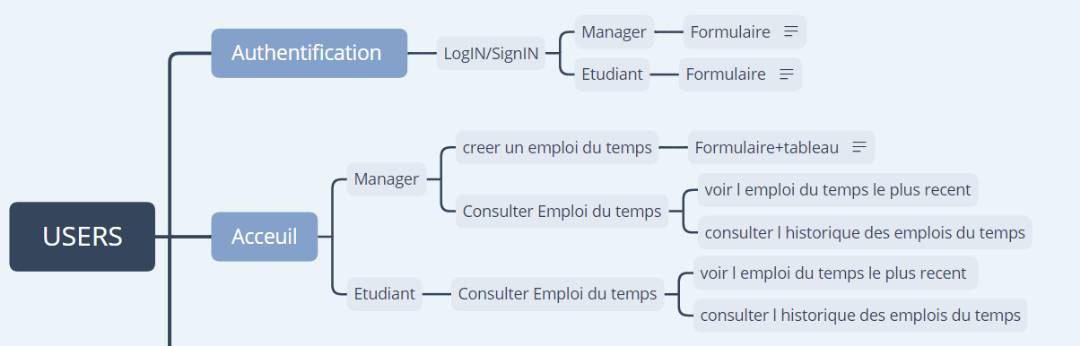 Authentification
LogIN/SignIN
Manager
Formulaire
Etudiant
Formulaire
USERS
Acceuil
Manager
creer un emploi du temps
Formulaire+tableau
Consulter Emploi du temps
voir l emploi du temps le plus recent
consulter l historique des emplois du temps
Etudiant
Consulter Emploi du temps
voir l emploi du temps le plus recent
consulter l historique des emplois du temps